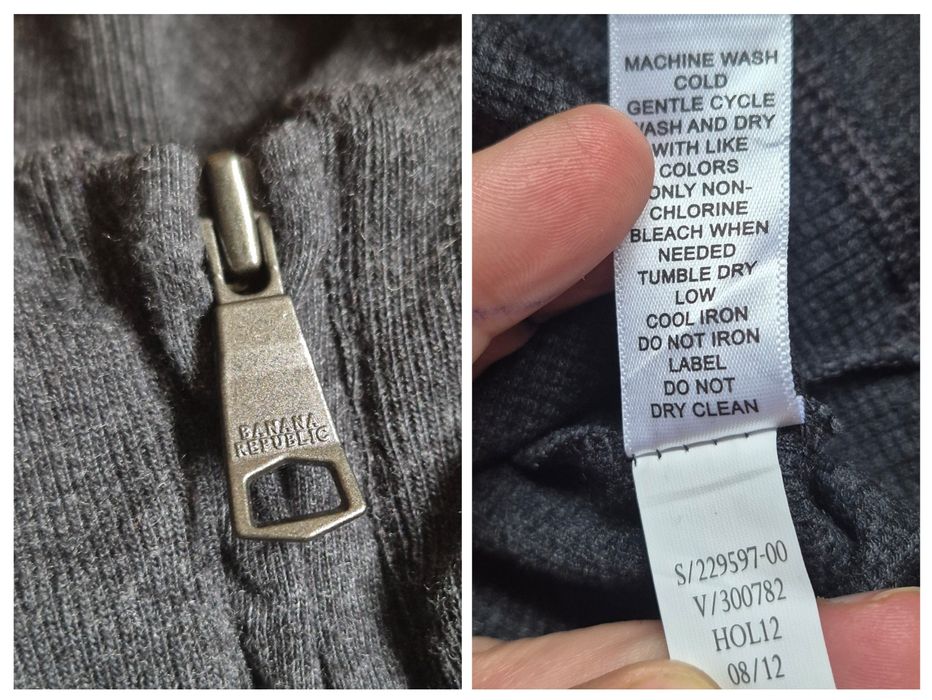 BANANA
REPUBLIC
MACHINE WASH
COLD
GENTLE CYCLE
WASH AND DRY
WITH LIKE
COLORS
ONLY NON-
CHLORINE
BLEACH WHEN
NEEDED
TUMBLE DRY
LOW
COOL IRON
DO NOT IRON
LABEL
DO NOT
DRY CLEAN
S/229597-00
V/300782
HOL12
08/12